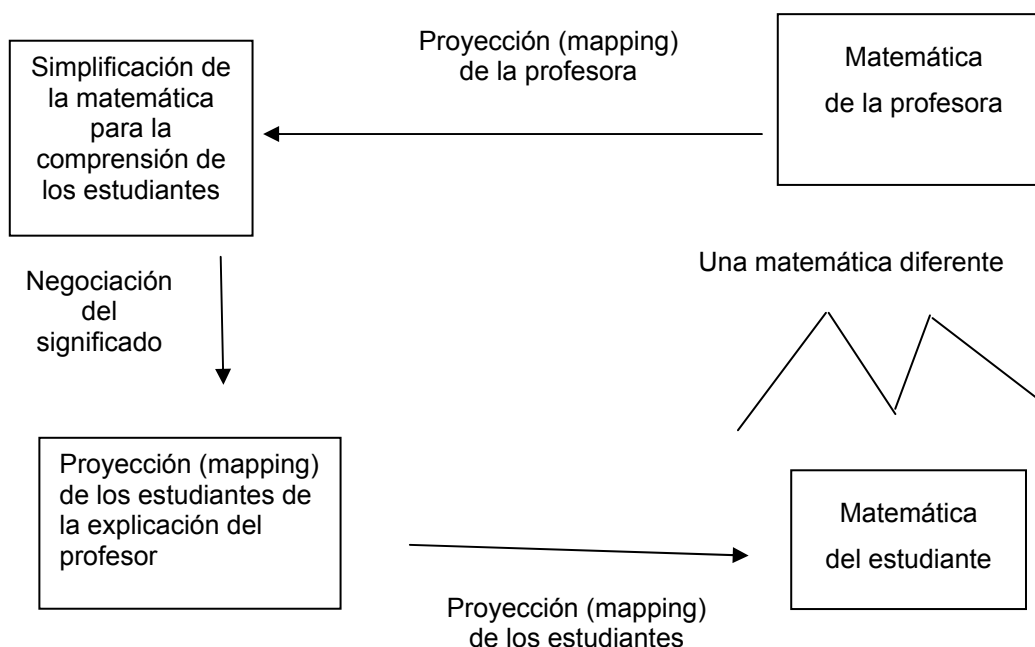 Simplificación de
la matemática
para la
comprensión de
los estudiantes
Proyección (mapping)
de la profesora
Matemática
de la profesora
Negociación
del
significado
Una matemática diferente
Proyección (mapping)
de los estudiantes de
la explicación del
profesor
Proyección (mapping)
de los estudiantes
Matemática
del estudiante